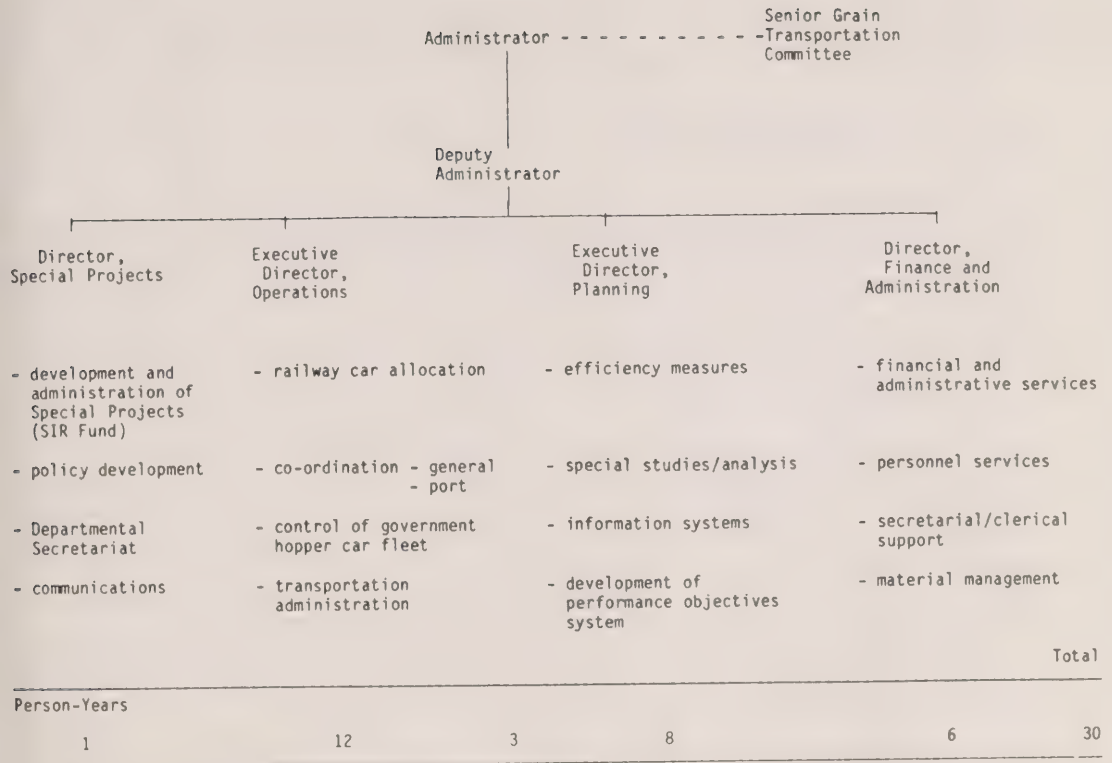 Senior Grain
Administrator - - - - - - - - - - -Transportation
Committee
Deputy
Administrator
Director,
Special Projects
Executive
Director,
Operations
Executive
Director,
Planning
Director,
Finance and
Administration
- development and
administration of
Special Projects
(SIR Fund)
- policy development
- Departmental
Secretariat
- communications
- railway car allocation
- co-ordination - general
- port
- control of government
hopper car fleet
- transportation
administration
- efficiency measures
- special studies/analysis
- information systems
- development of
performance objectives
system
- financial and
administrative services
- personnel services
- secretarial/clerical
support
- material management
Total
Person-Years
1 12 3 8 6 30